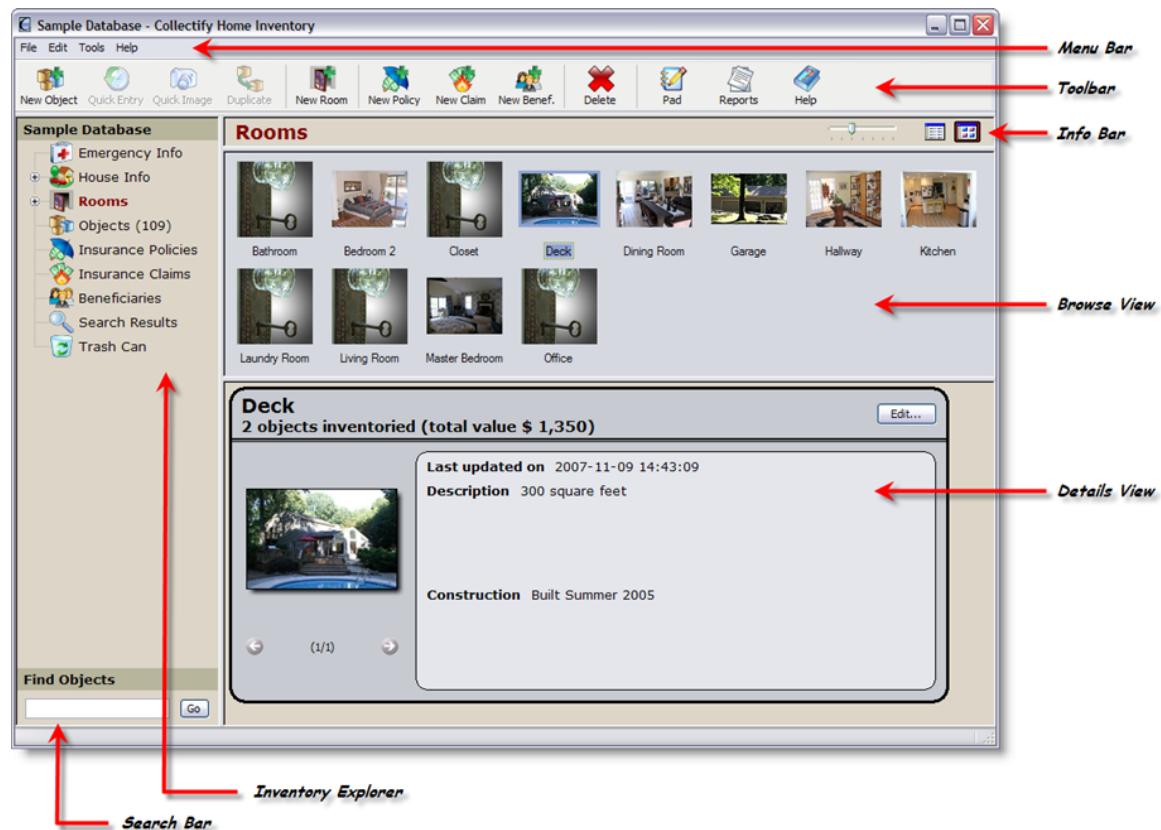 Sample Database - Collectify Home Inventory
File Edit Tools Help
Menu Bar
New Object Quick Entry Quick Image Duplicate New Room New Policy New Claim New Benef. Delete Pad Reports Help
Toolbar
Sample Database
Rooms
Info Bar
Emergency Info
House Info
Rooms
Objects (109)
Insurance Policies
Insurance Claims
Beneficiaries
Search Results
Trash Can
Bathroom Bedroom 2 Closet Deck Dining Room Garage Hallway Kitchen
Browse View
Laundry Room Living Room Master Bedroom Office
Deck
2 objects inventoried (total value $ 1,350)
Edit...
Last updated on 2007-11-09 14:43:09
Description 300 square feet
Details View
Construction Built Summer 2005
(1/1)
Find Objects
Go
Inventory Explorer
Search Bar